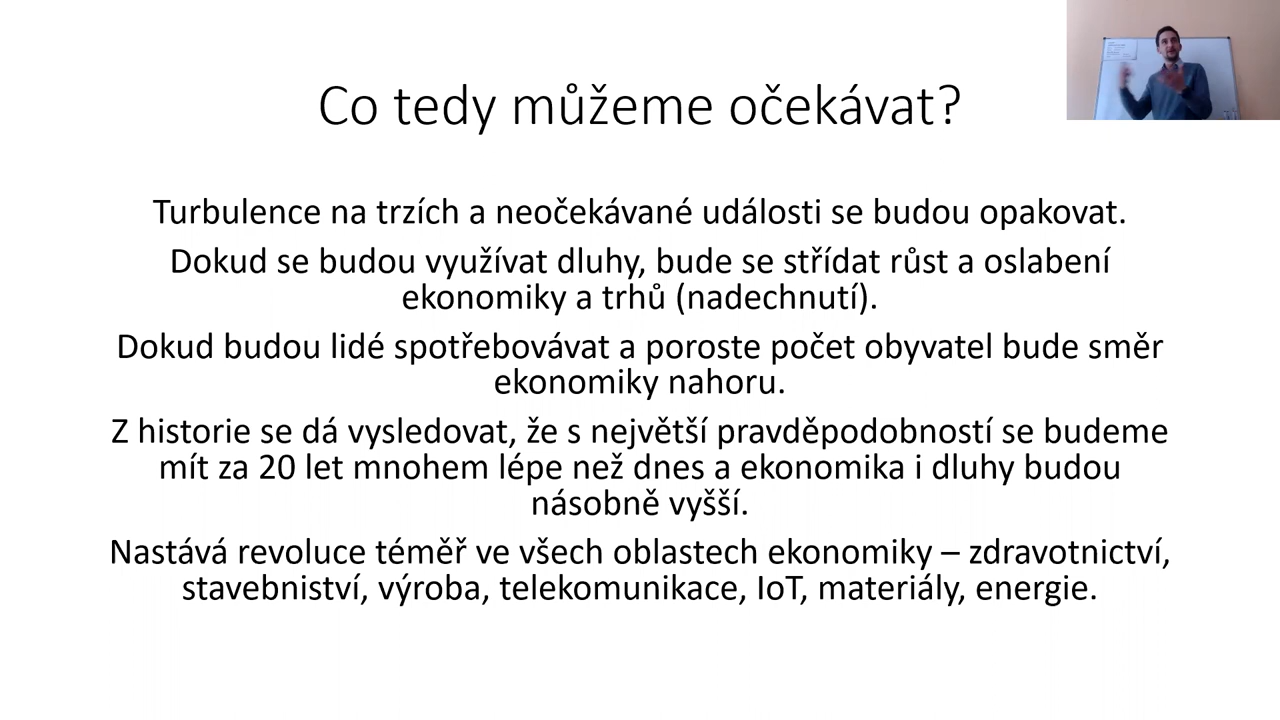 Co tedy můžeme očekávat?
Turbulence na trzích a neočekávané události se budou opakovat.
Dokud se budou využívat dluhy, bude se střídat růst a oslabení
ekonomiky a trhů (nadechnutí).
Dokud budou lidé spotřebovávat a poroste počet obyvatel bude směr
ekonomiky nahoru.
Z historie se dá vysledovat, že s největší pravděpodobností se budeme
mít za 20 let mnohem lépe než dnes a ekonomika i dluhy budou
násobně vyšší.
Nastává revoluce téměř ve všech oblastech ekonomiky – zdravotnictví,
stavebniství, výroba, telekomunikace, IoT, materiály, energie.